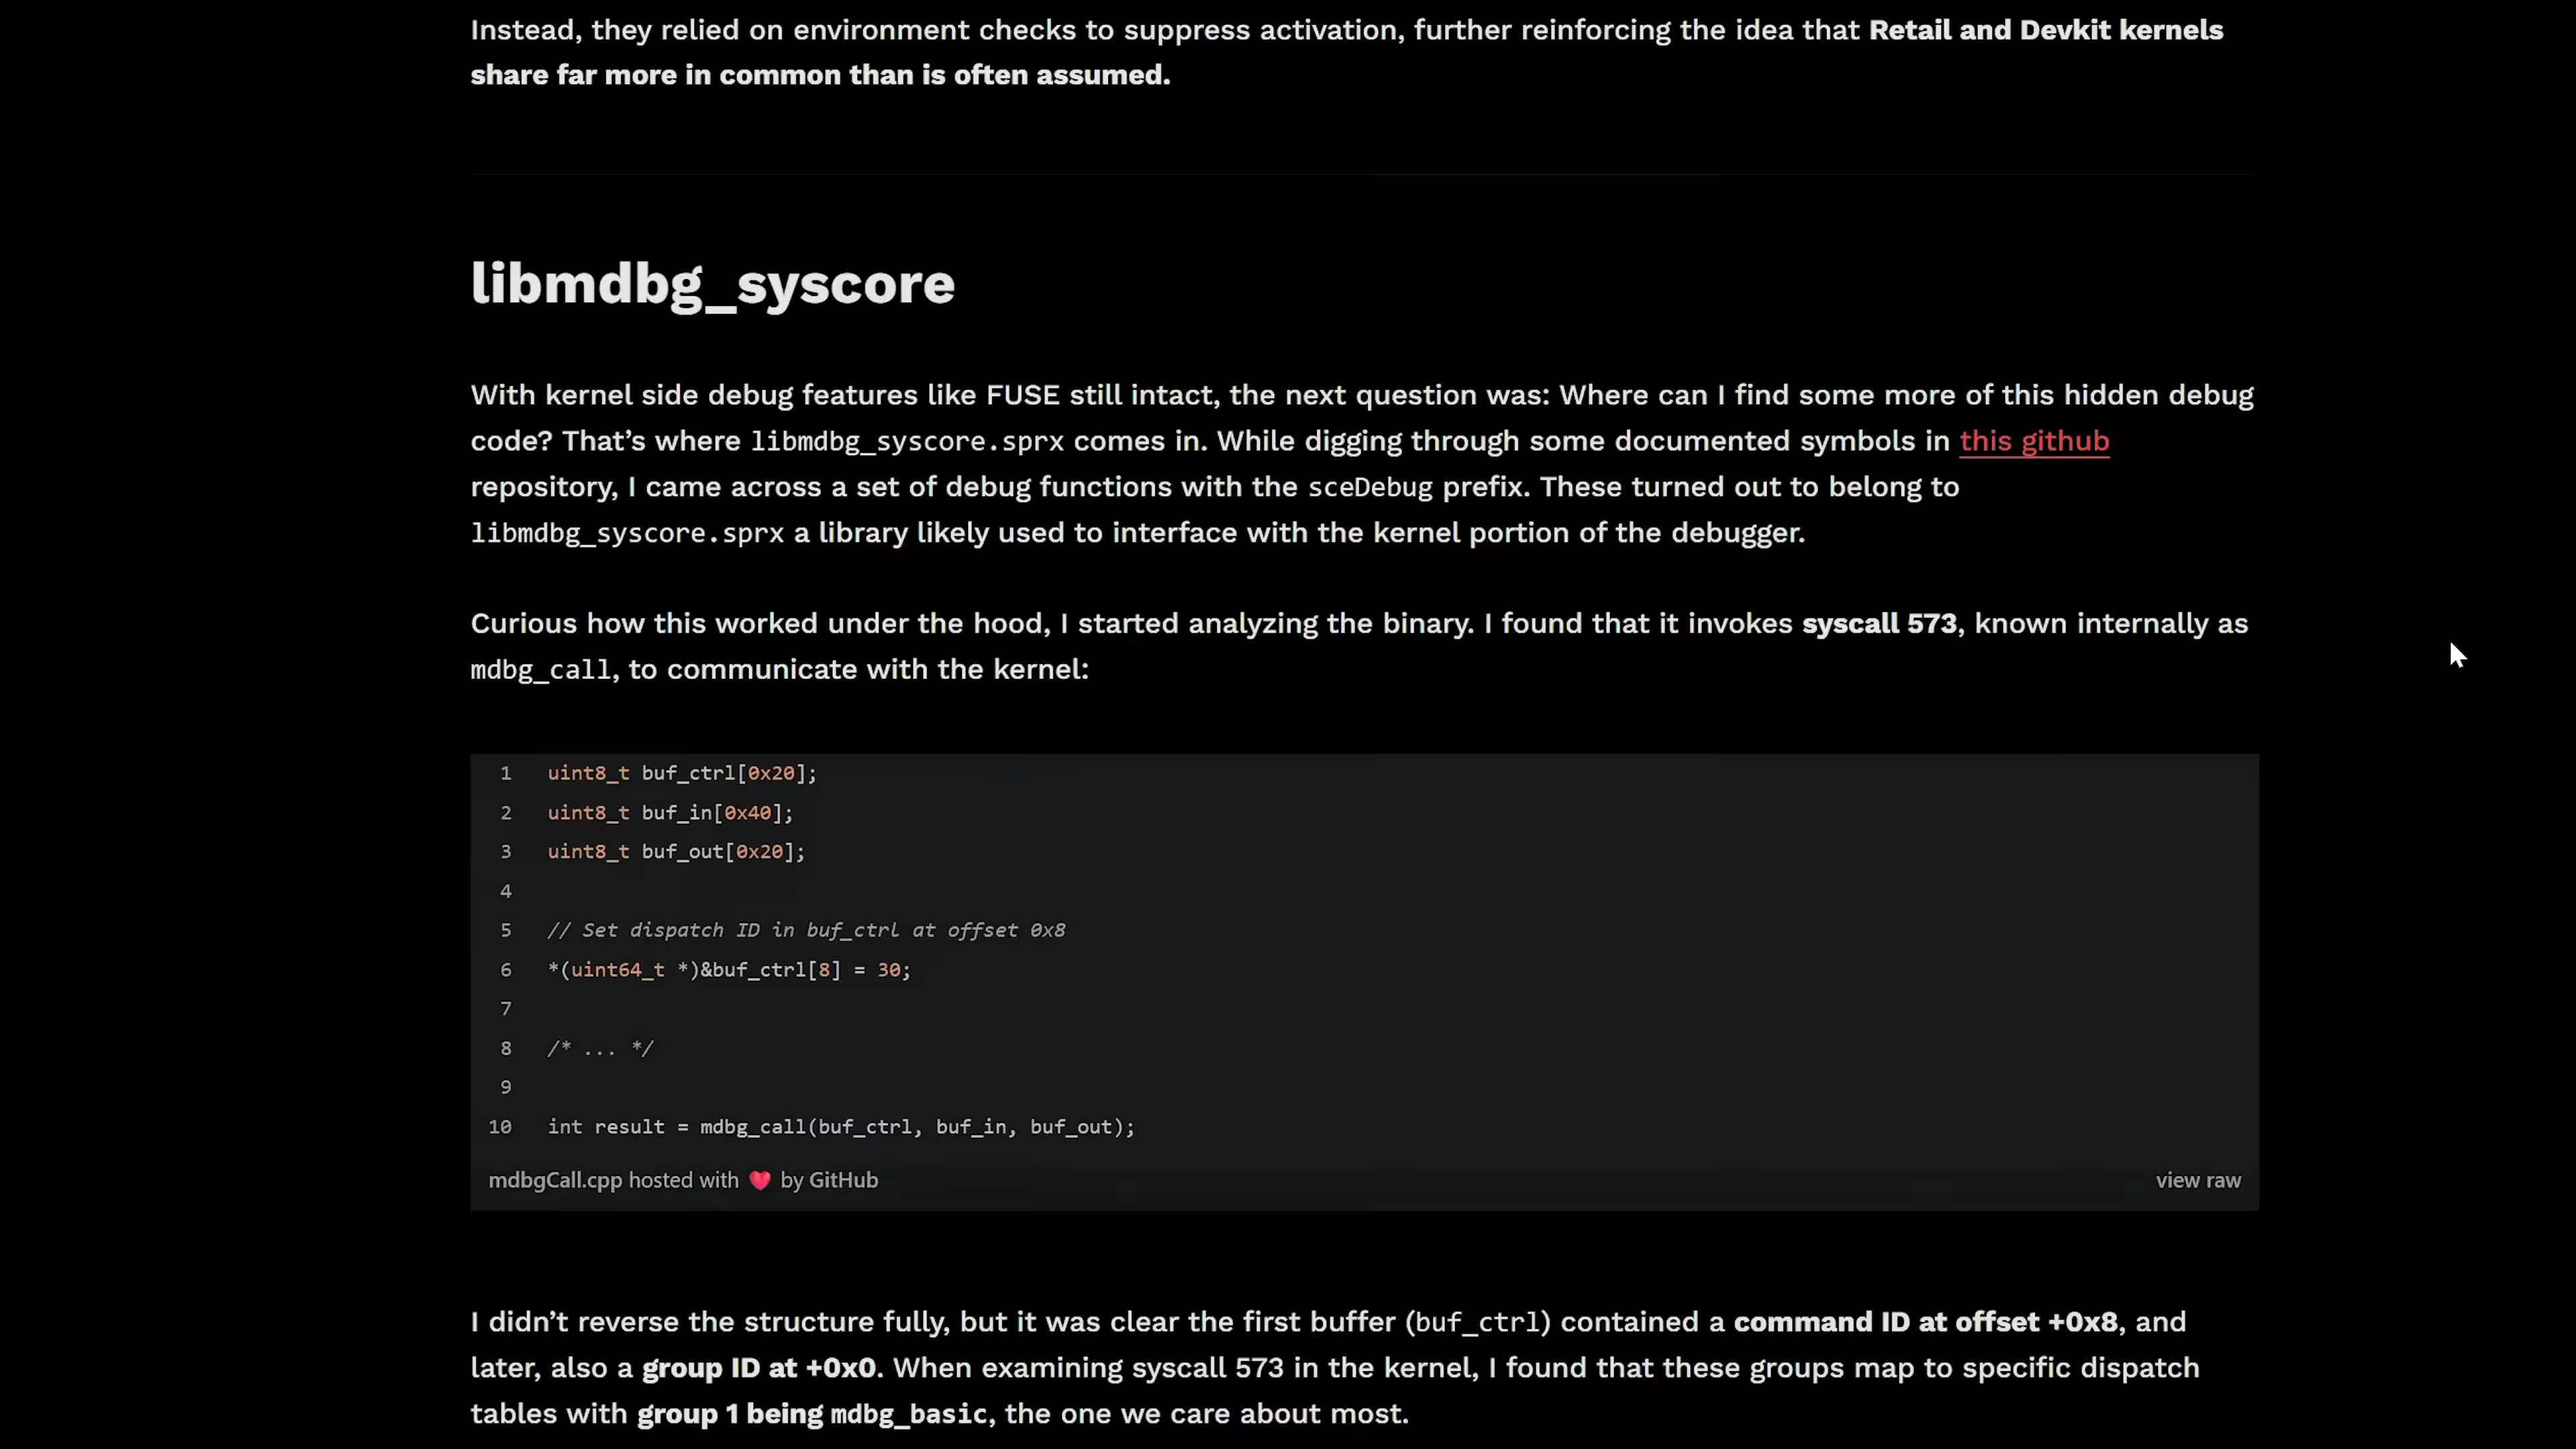 Instead, they relied on environment checks to suppress activation, further reinforcing the idea that Retail and Devkit kernels
share far more in common than is often assumed.
libmdbg_syscore
With kernel side debug features like FUSE still intact, the next question was: Where can I find some more of this hidden debug
code? That’s where libmdbg_syscore.sprx comes in. While digging through some documented symbols in this github
repository, I came across a set of debug functions with the sceDebug prefix. These turned out to belong to
libmdbg_syscore.sprx a library likely used to interface with the kernel portion of the debugger.
Curious how this worked under the hood, I started analyzing the binary. I found that it invokes syscall 573, known internally as
mdbg_call, to communicate with the kernel:
1 uint8_t buf_ctrl[0x20];
2 uint8_t buf_in[0x40];
3 uint8_t buf_out[0x20];
4
5 // Set dispatch ID in buf_ctrl at offset 0x8
6 *(uint64_t *)&buf_ctrl[8] = 30;
7
8 /* ... */
9
10 int result = mdbg_call(buf_ctrl, buf_in, buf_out);
mdbgCall.cpp hosted with ❤ by GitHub view raw
I didn’t reverse the structure fully, but it was clear the first buffer (buf_ctrl) contained a command ID at offset +0x8, and
later, also a group ID at +0x0. When examining syscall 573 in the kernel, I found that these groups map to specific dispatch
tables with group 1 being mdbg_basic, the one we care about most.